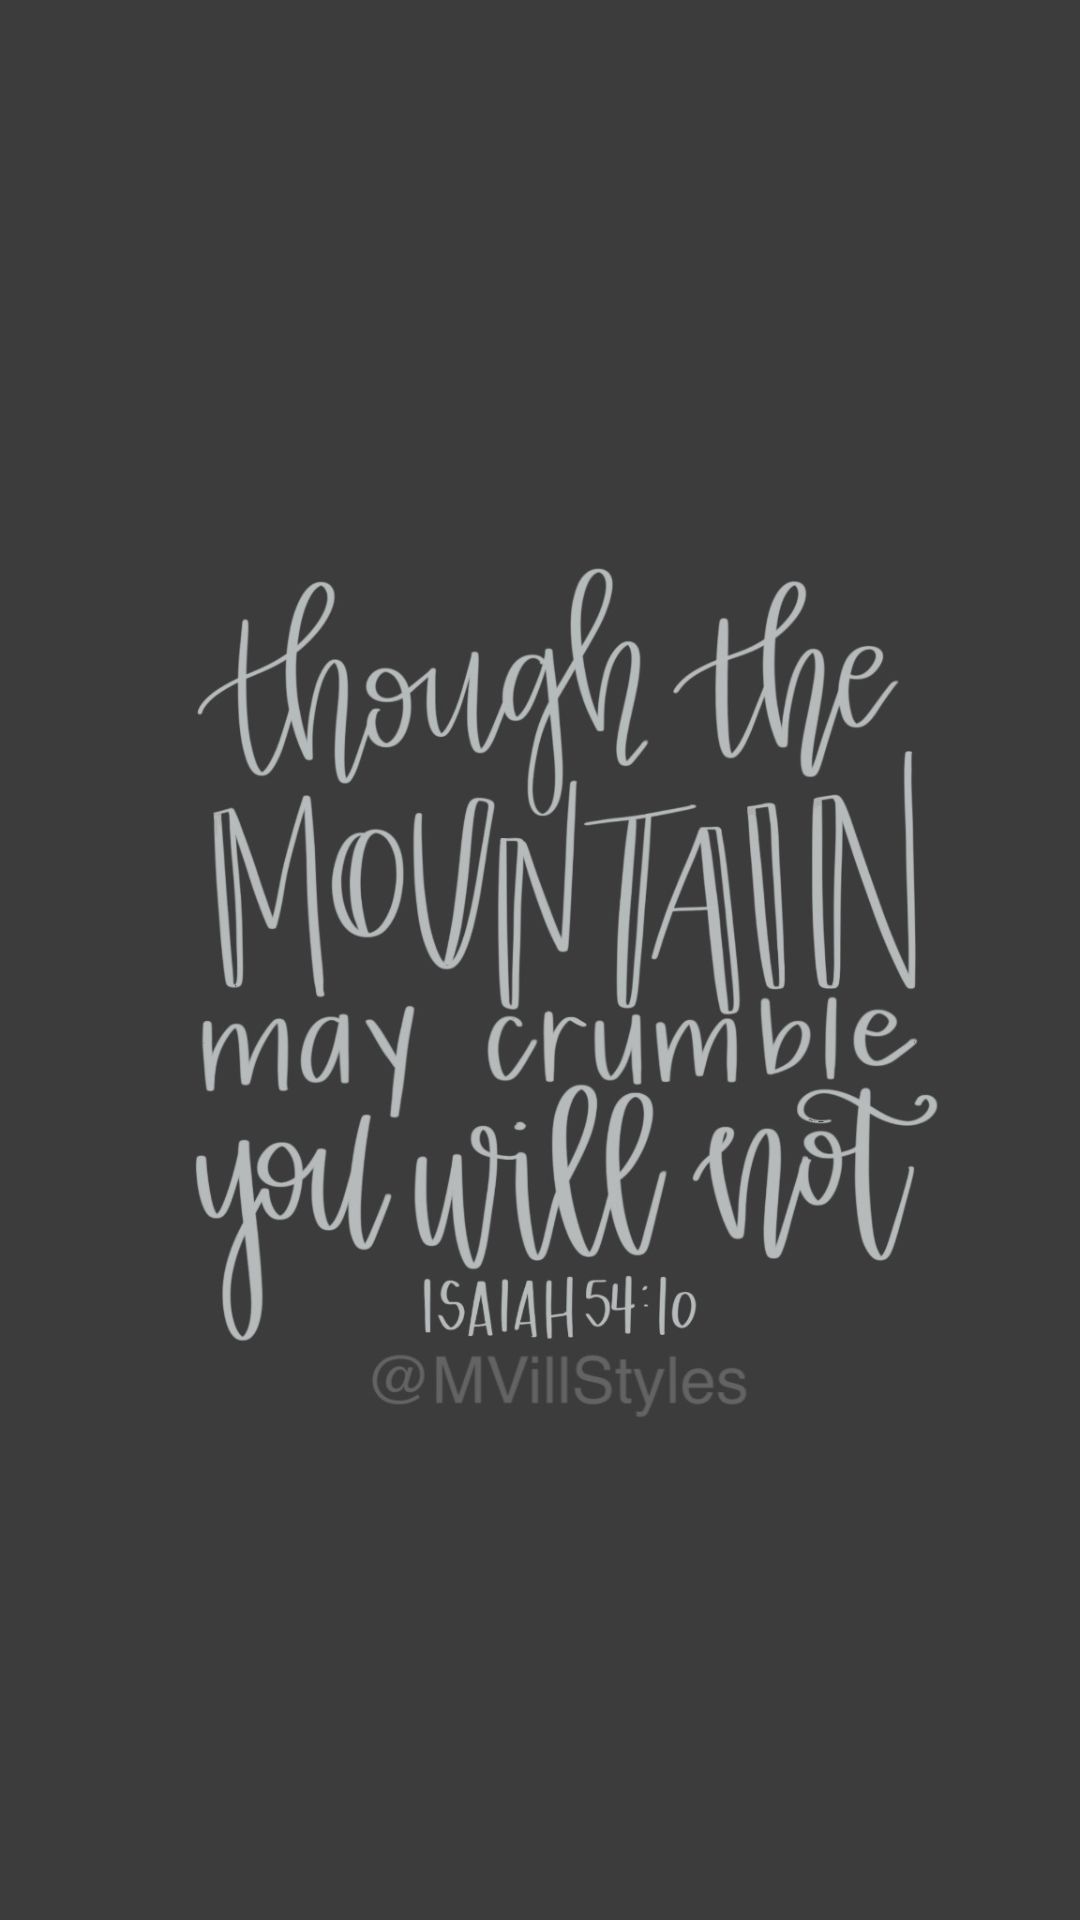 though the
MOUNTAIN
may crumble
you will not
ISAIAH 54:10
@MVillStyles